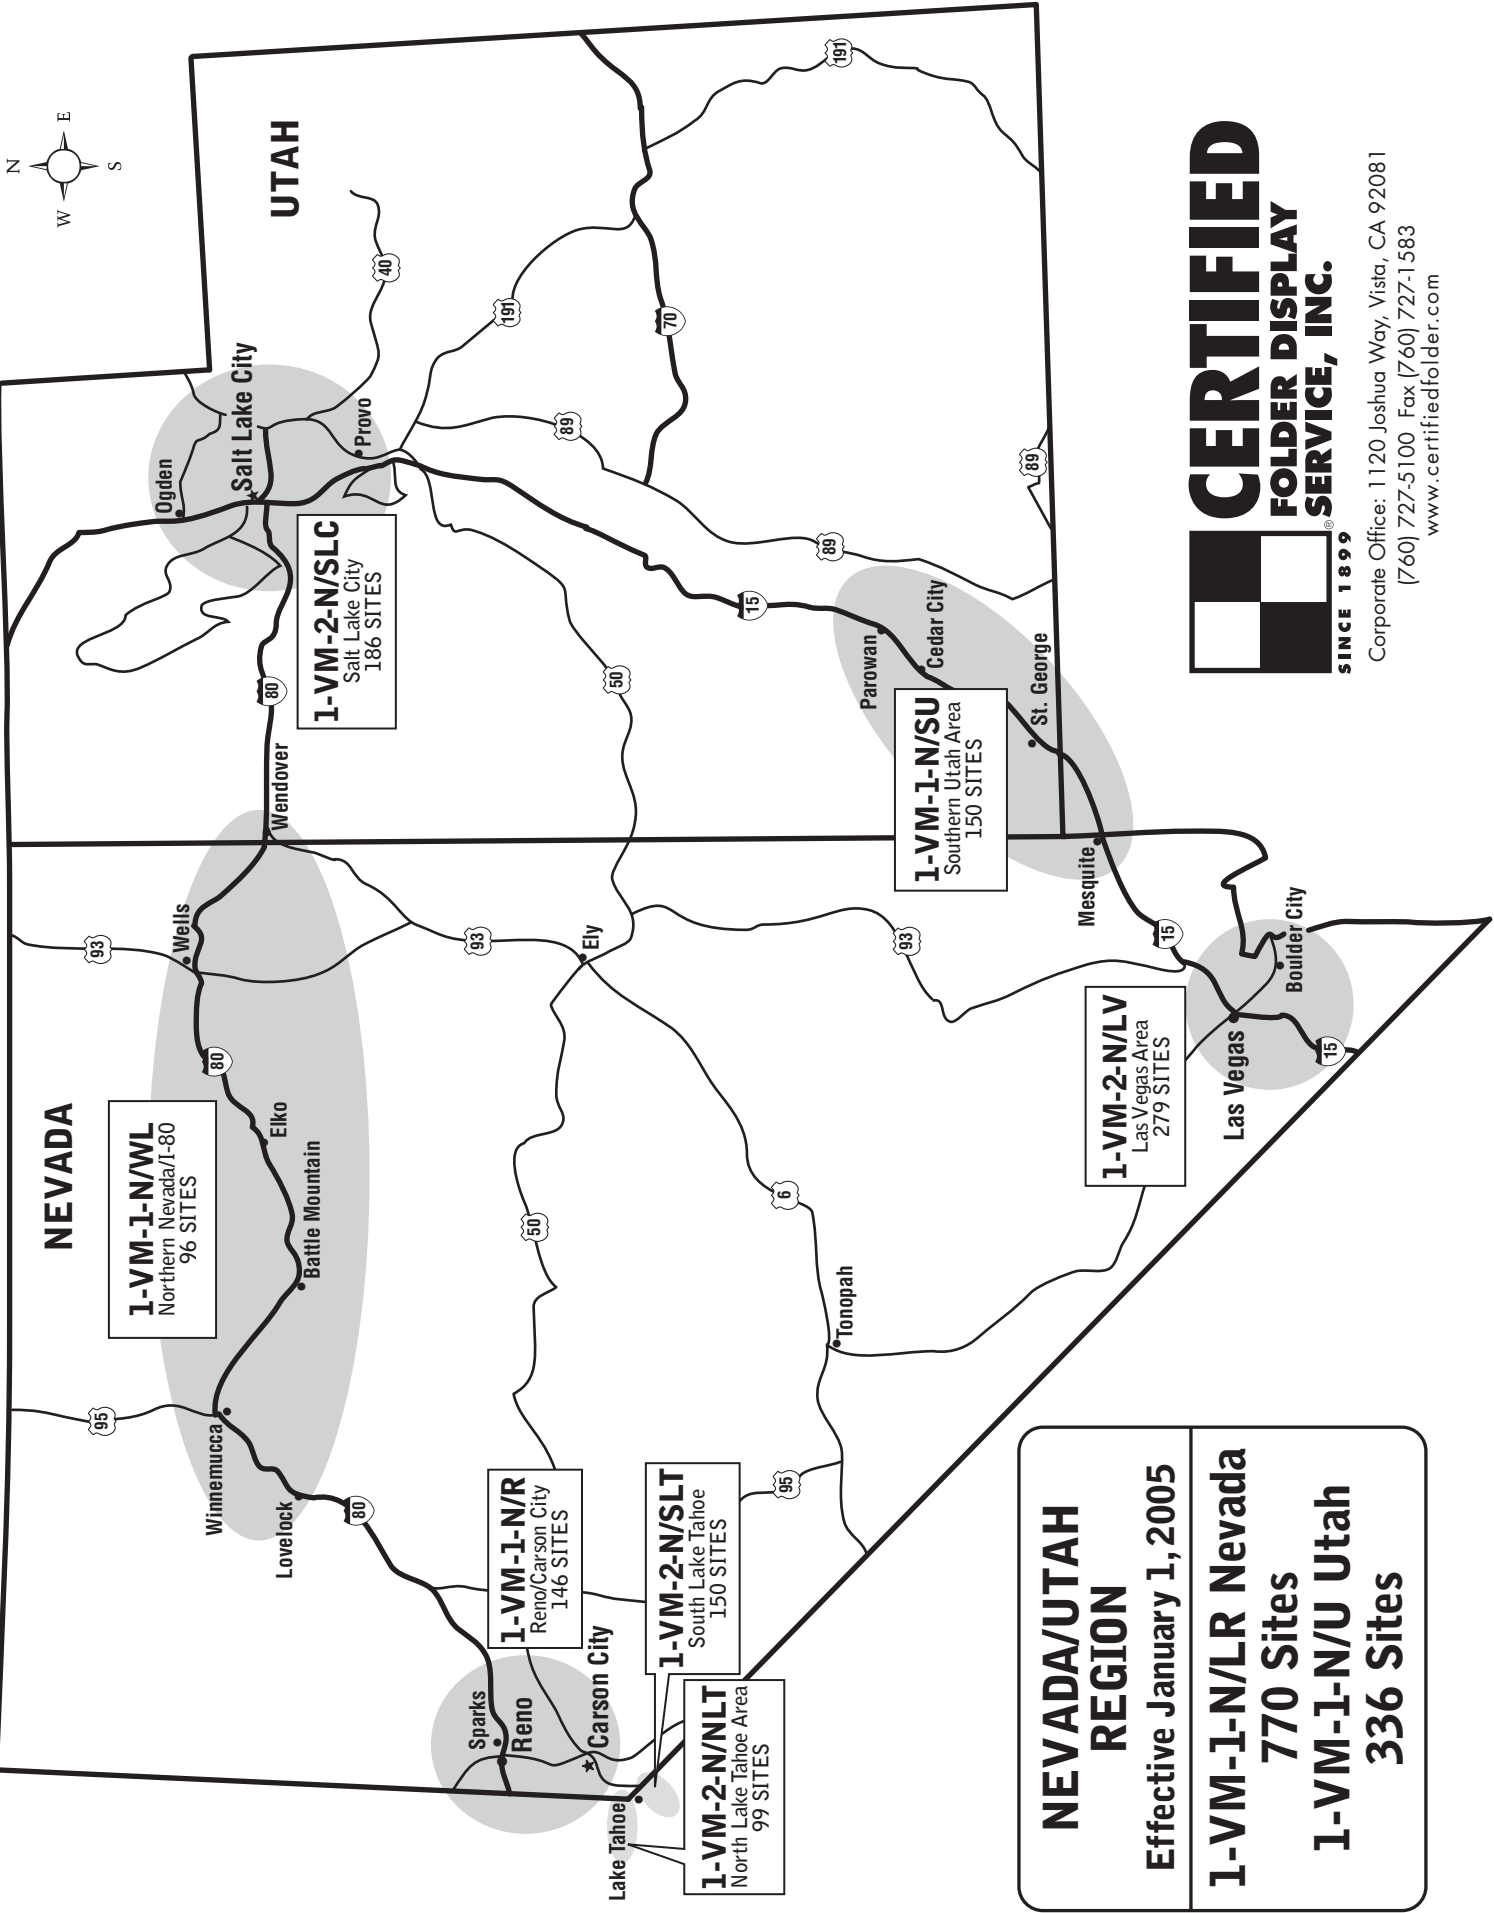 N
W
E
S
NEVADA
UTAH
93
95
Ogden
Salt Lake City
Wells
Winnemucca
1-VM-1-N/WL
Northern Nevada/I-80
96 SITES
80
Elko
Battle Mountain
Lovelock
80
Wendover
80
1-VM-2-N/SLC
Salt Lake City
186 SITES
Provo
40
191
93
Ely
50
50
89
70
191
Sparks
Reno
Carson City
Lake Tahoe
1-VM-1-N/R
Reno/Carson City
146 SITES
1-VM-2-N/SLT
South Lake Tahoe
150 SITES
1-VM-2-N/NLT
North Lake Tahoe Area
99 SITES
95
6
Tonopah
93
15
89
89
Parowan
Cedar City
St. George
1-VM-1-N/SU
Southern Utah Area
150 SITES
Mesquite
15
1-VM-2-N/LV
Las Vegas Area
279 SITES
Las Vegas
Boulder City
15
NEVADA/UTAH
REGION
Effective January 1, 2005
1-VM-1-N/LR Nevada
770 Sites
1-VM-1-N/U Utah
336 Sites
CERTIFIED
FOLDER DISPLAY
SERVICE, INC.
®
SINCE 1899
Corporate Office: 1120 Joshua Way, Vista, CA 92081
(760) 727-5100 Fax (760) 727-1583
www.certifiedfolder.com